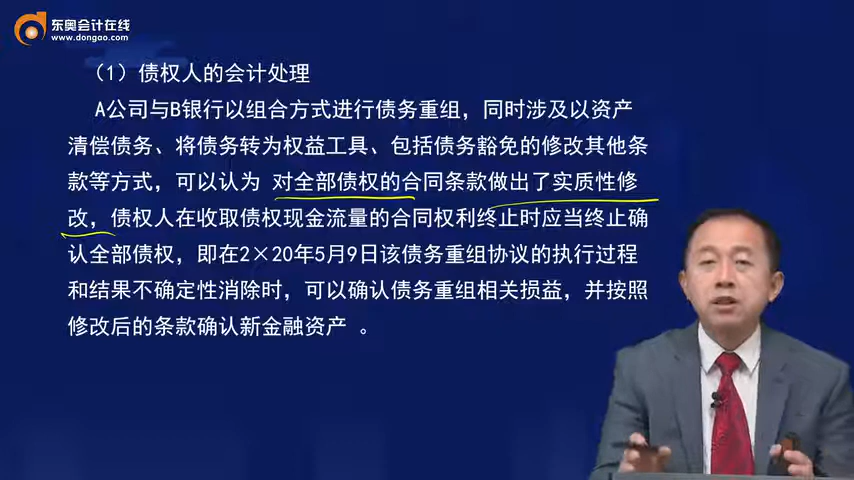 东奥会计在线
www.dongao.com
（1）债权人的会计处理
A公司与B银行以组合方式进行债务重组，同时涉及以资产
清偿债务、将债务转为权益工具、包括债务豁免的修改其他条
款等方式，可以认为 对全部债权的合同条款做出了实质性修
改，债权人在收取债权现金流量的合同权利终止时应当终止确
认全部债权，即在2×20年5月9日该债务重组协议的执行过程
和结果不确定性消除时，可以确认债务重组相关损益，并按照
修改后的条款确认新金融资产 。